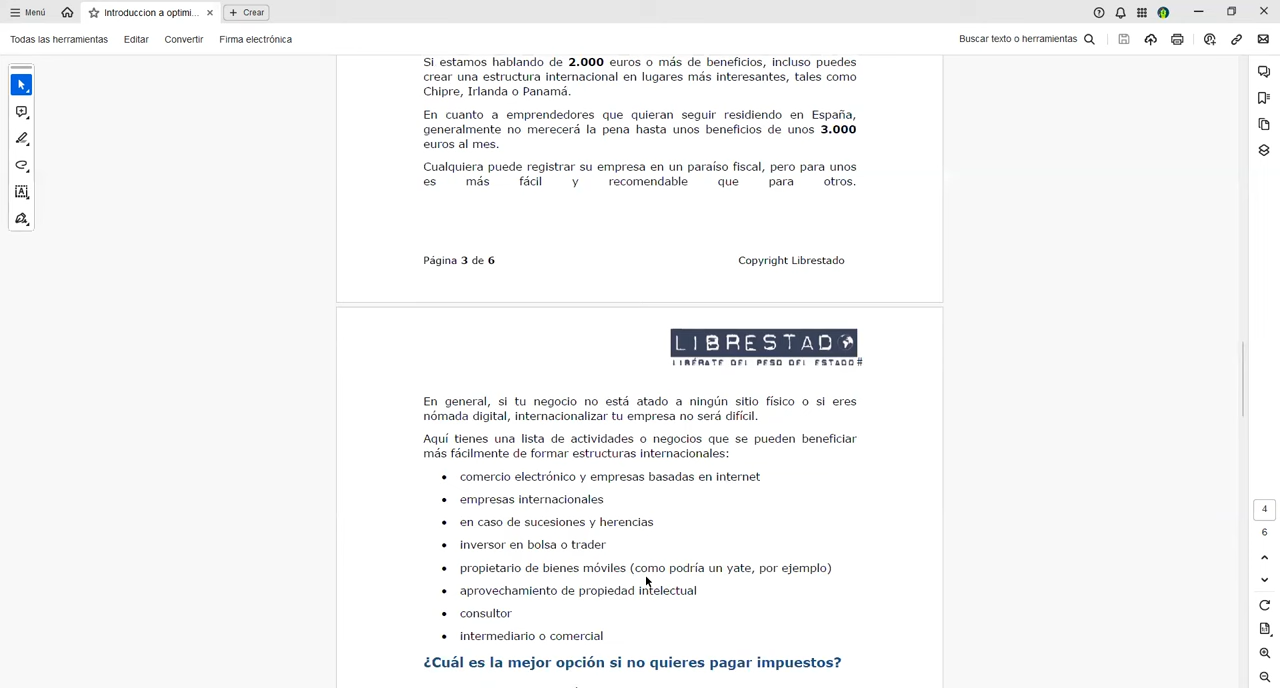 Menú
Introduccion a optimi...
Crear
Todas las herramientas
Editar
Convertir
Firma electrónica
Buscar texto o herramientas
Si estamos hablando de 2.000 euros o más de beneficios, incluso puedes
crear una estructura internacional en lugares más interesantes, tales como
Chipre, Irlanda o Panamá.
En cuanto a emprendedores que quieran seguir residiendo en España,
generalmente no merecerá la pena hasta unos beneficios de unos 3.000
euros al mes.
Cualquiera puede registrar su empresa en un paraíso fiscal, pero para unos
es más fácil y recomendable que para otros.
Página 3 de 6
Copyright Librestado
LIBRESTADO
LIBÉRATE DEL PESO DEL ESTADO#
En general, si tu negocio no está atado a ningún sitio físico o si eres
nómada digital, internacionalizar tu empresa no será difícil.
Aquí tienes una lista de actividades o negocios que se pueden beneficiar
más fácilmente de formar estructuras internacionales:
• comercio electrónico y empresas basadas en internet
• empresas internacionales
• en caso de sucesiones y herencias
• inversor en bolsa o trader
• propietario de bienes móviles (como podría un yate, por ejemplo)
• aprovechamiento de propiedad intelectual
• consultor
• intermediario o comercial
¿Cuál es la mejor opción si no quieres pagar impuestos?
4
6